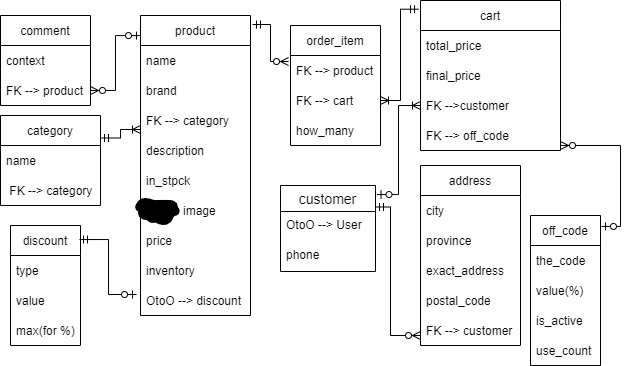 comment
context
FK --> product
category
name
FK --> category
discount
type
value
max(for %)
product
name
brand
FK --> category
description
in_stpck
image
price
inventory
OtoO --> discount
order_item
FK --> product
FK --> cart
how_many
customer
OtoO --> User
phone
cart
total_price
final_price
FK -->customer
FK --> off_code
address
city
province
exact_address
postal_code
FK --> customer
off_code
the_code
value(%)
is_active
use_count